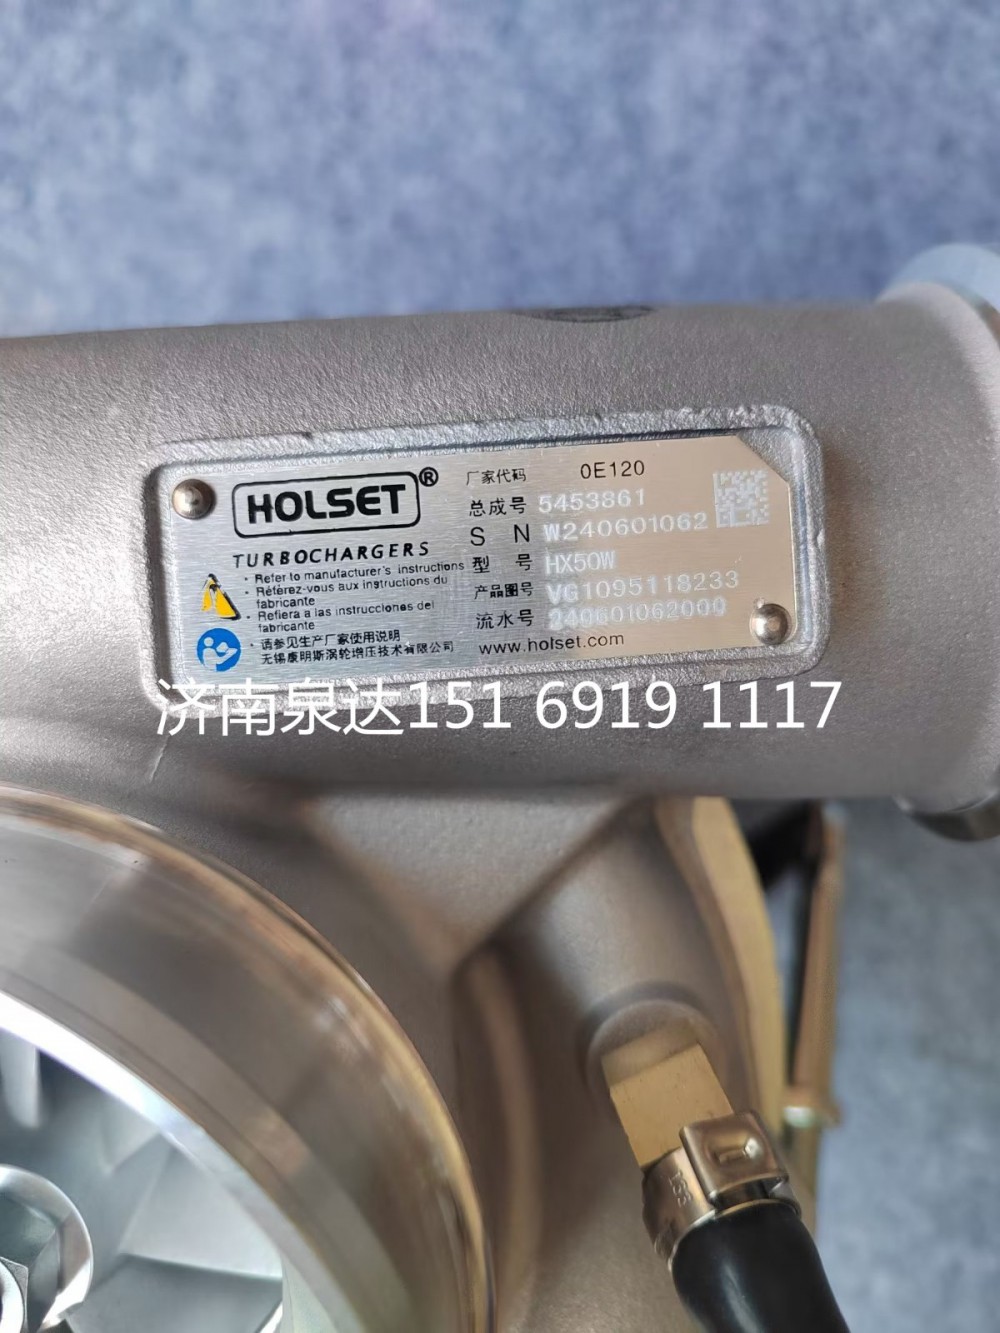 HOLSET®
TURBOCHARGERS
· Refer to manufacturer's instructions
· Référez-vous aux instructions du
fabricante
· Refiera a las instrucciones del
fabricante
· 请参见生产厂家使用说明
无锡康明斯涡轮增压技术有限公司
厂家代码 0E120
总成号 5453861
S N W240601062
型 号 HX50W
产品图号 VG1095118233
流水号 240601062000
www.holset.com
济南泉达151 6919 1117